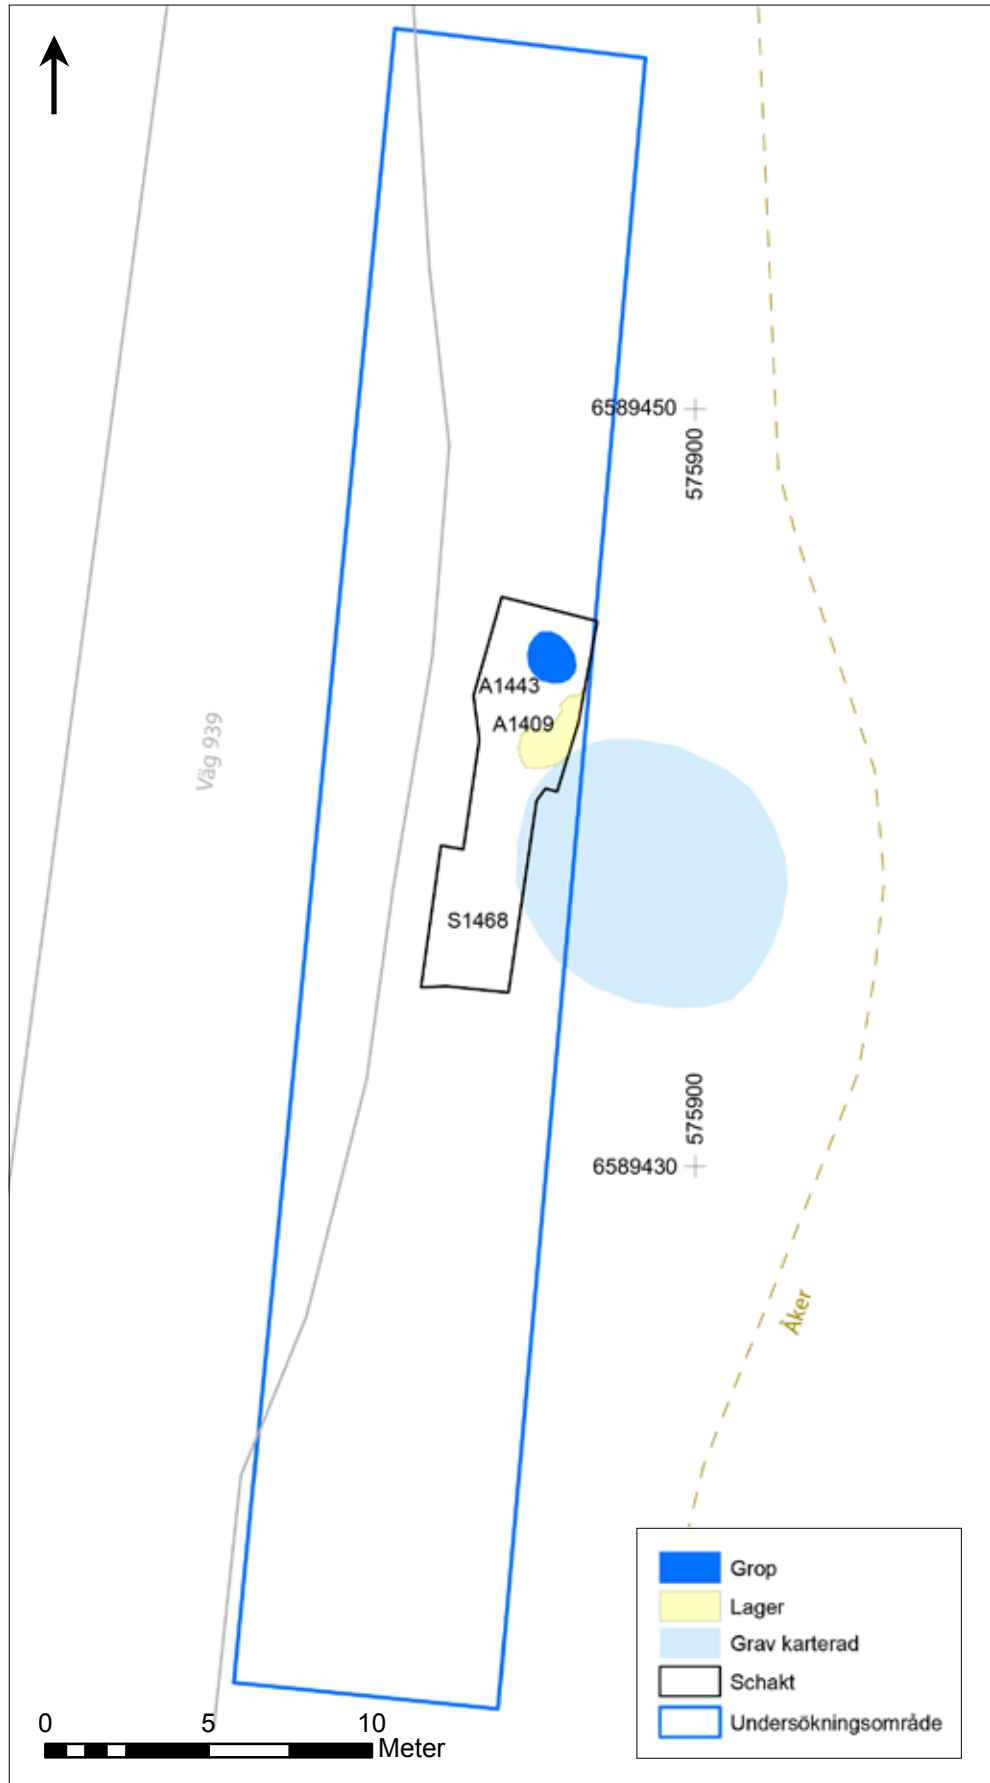 6589450
575900
A1443
A1409
Väg 939
S1468
575900
6589430
Åker
Grop
Lager
Grav karterad
Schakt
Undersökningsområde
0 5 10
Meter